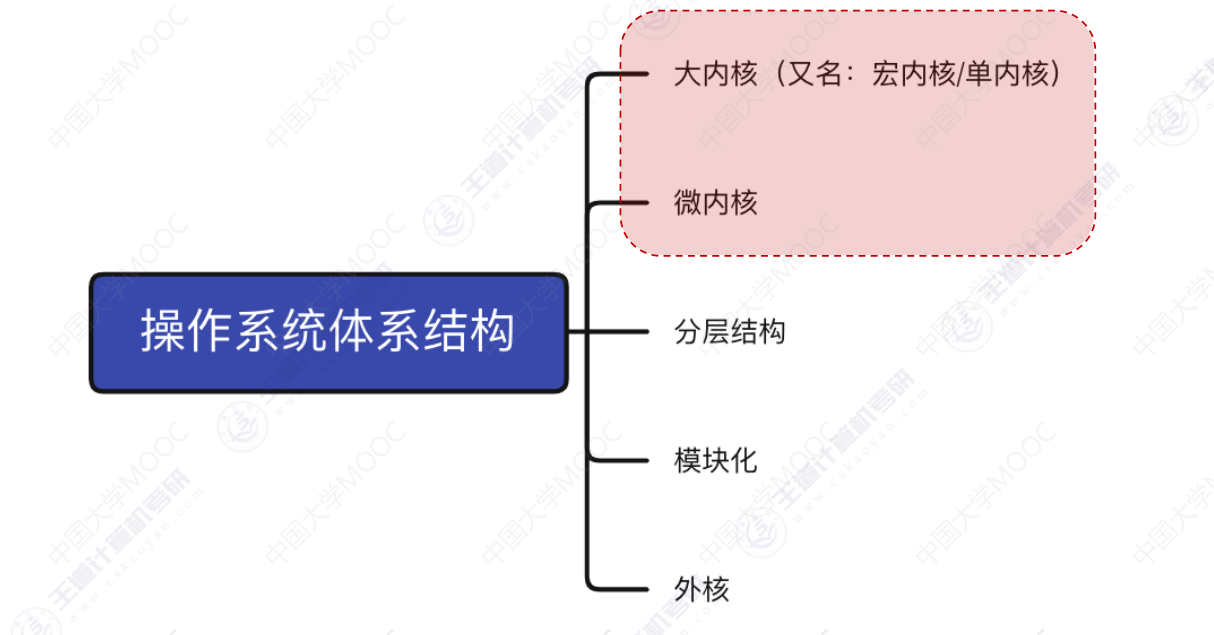 大内核（又名：宏内核/单内核）
微内核
操作系统体系结构
分层结构
模块化
外核
中国大学MOOC
王道计算机考研
www.cskaoyan.com